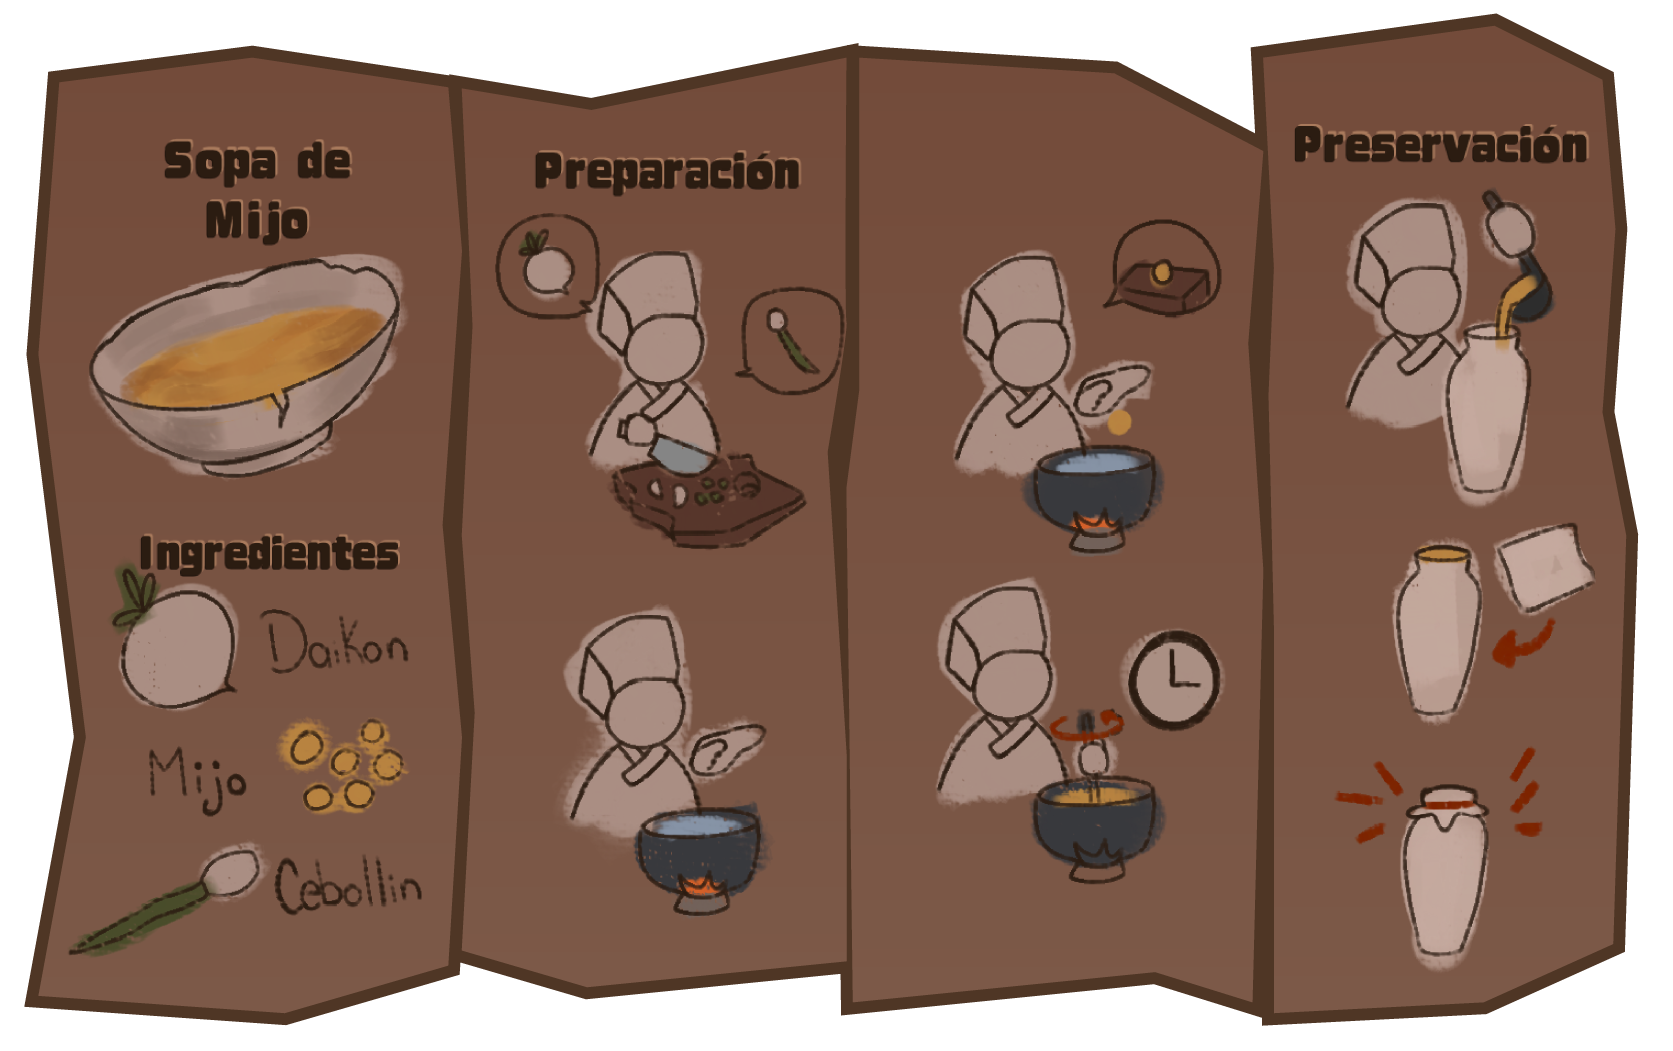 Sopa de
Mijo
Ingredientes
Daikon
Mijo
Cebollin
Preparación
Preservación